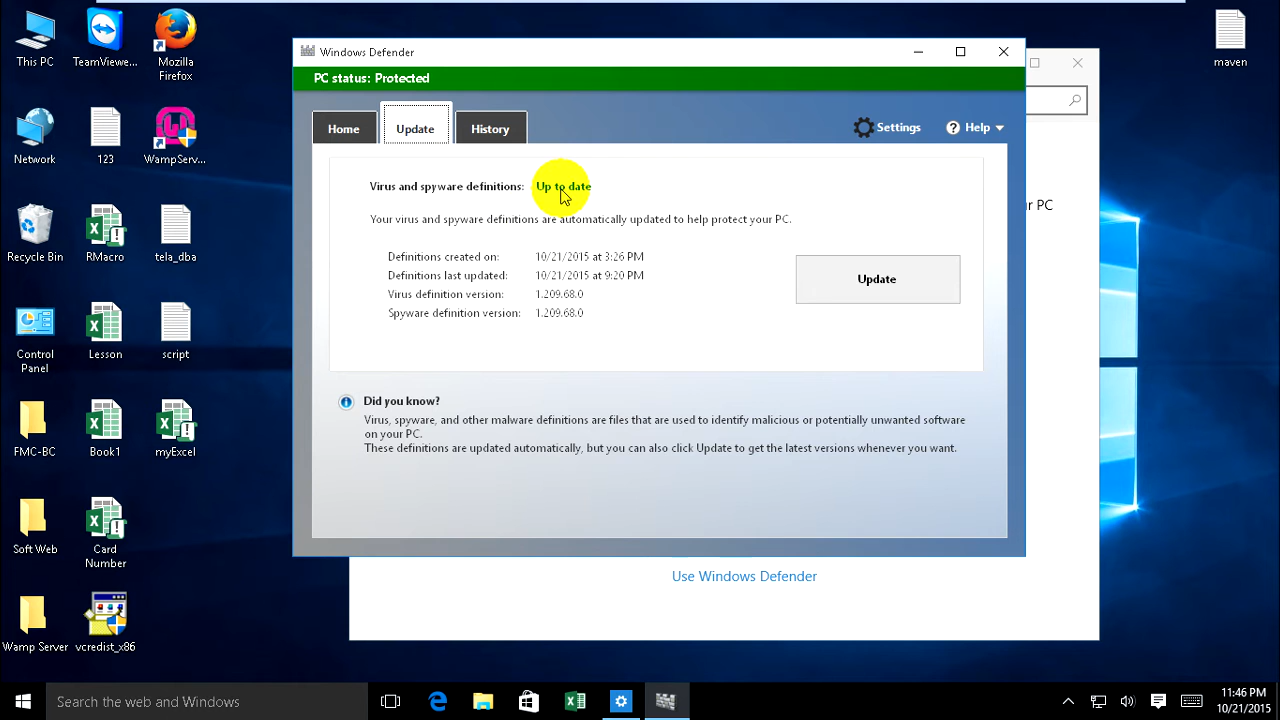 This PC
TeamViewe...
Mozilla
Firefox
maven
Network
123
WampServ...
Recycle Bin
RMacro
tela_dba
Control
Panel
Lesson
script
FMC-BC
Book1
myExcel
Soft Web
Card
Number
Wamp Server
vcredist_x86
Windows Defender
PC status: Protected
Home
Update
History
Settings
Help
Virus and spyware definitions: Up to date
Your virus and spyware definitions are automatically updated to help protect your PC.
Definitions created on: 10/21/2015 at 3:26 PM
Definitions last updated: 10/21/2015 at 9:20 PM
Virus definition version: 1.209.68.0
Spyware definition version: 1.209.68.0
Update
Did you know?
Virus, spyware, and other malware definitions are files that are used to identify malicious or potentially unwanted software
on your PC.
These definitions are updated automatically, but you can also click Update to get the latest versions whenever you want.
PC
Use Windows Defender
Search the web and Windows
11:46 PM
10/21/2015